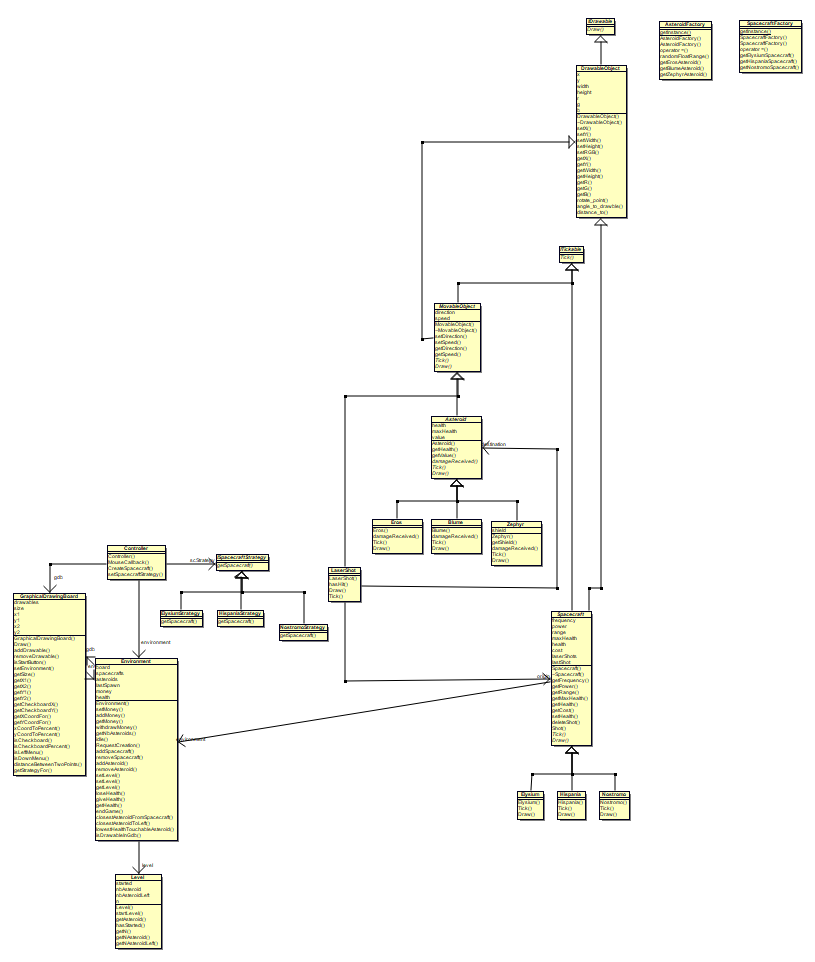 IDrawable
Draw()
AsteroidFactory
getInstance()
AsteroidFactory()
AsteroidFactory()
operator =()
randomFloatRange()
getErosAsteroid()
getBlumeAsteroid()
getZephyrAsteroid()
SpacecraftFactory
getInstance()
SpacecraftFactory()
SpacecraftFactory()
operator =()
getElysiumSpacecraft()
getHispaniaSpacecraft()
getNostromoSpacecraft()
DrawableObject
x
y
width
height
r
g
b
DrawableObject()
~DrawableObject()
setX()
setY()
setWidth()
setHeight()
setRGB()
getX()
getY()
getWidth()
getHeight()
getR()
getG()
getB()
rotate_point()
angle_to_drawble()
distance_to()
ITickable
Tick()
MovableObject
direction
speed
MovableObject()
~MovableObject()
setDirection()
setSpeed()
getDirection()
getSpeed()
Tick()
Draw()
Asteroid
health
maxHealth
value
Asteroid()
getHealth()
getValue()
damageReceived()
Tick()
Draw()
Eros
Eros()
damageReceived()
Tick()
Draw()
Blume
Blume()
damageReceived()
Tick()
Draw()
Zephyr
shield
Zephyr()
getShield()
damageReceived()
Tick()
Draw()
Controller
Controller()
MouseCallback()
CreateSpacecraft()
setSpacecraftStrategy()
scStrategy
ISpacecraftStrategy
getSpacecraft()
gdb
LaserShot
LaserShot()
hasHit()
Draw()
Tick()
GraphicalDrawingBoard
drawables
size
x1
y1
x2
y2
GraphicalDrawingBoard()
Draw()
addDrawable()
removeDrawable()
isStartButton()
setEnvironment()
getSize()
getX1()
getX2()
getY1()
getY2()
getCheckboardX()
getCheckboardY()
getXCoordFor()
getYCoordFor()
xCoordToPercent()
yCoordToPercent()
isCheckboard()
isCheckboardPercent()
isLeftMenu()
isDownMenu()
distanceBetweenTwoPoints()
getStrategyFor()
ElysiumStrategy
getSpacecraft()
HispaniaStrategy
getSpacecraft()
NostromoStrategy
getSpacecraft()
environment
gdb
Environment
board
spacecrafts
asteroids
lastSpawn
money
health
Environment()
setMoney()
addMoney()
getMoney()
withdrawMoney()
getNbAsteroids()
idle()
RequestCreation()
addSpacecraft()
removeSpacecraft()
addAsteroid()
removeAsteroid()
setLevel()
setLevel()
getLevel()
loseHealth()
giveHealth()
getHealth()
endGame()
closestAsteroidFromSpacecraft()
closestAsteroidToLeft()
lowestHealthTouchableAsteroid()
isDrawableInGdb()
Spacecraft
frequency
power
range
maxHealth
health
cost
laserShots
lastShot
Spacecraft()
~Spacecraft()
getFrequency()
getPower()
getRange()
getMaxHealth()
getHealth()
getCost()
setHealth()
deleteShot()
Shot()
Tick()
Draw()
Elysium
Elysium()
Tick()
Draw()
Hispania
Hispania()
Tick()
Draw()
Nostromo
Nostromo()
Tick()
Draw()
level
Level
started
nbAsteroid
nbAsteroidLeft
n
Level()
startLevel()
getAsteroid()
hasStarted()
getN()
getNAsteroid()
getNAsteroidLeft()